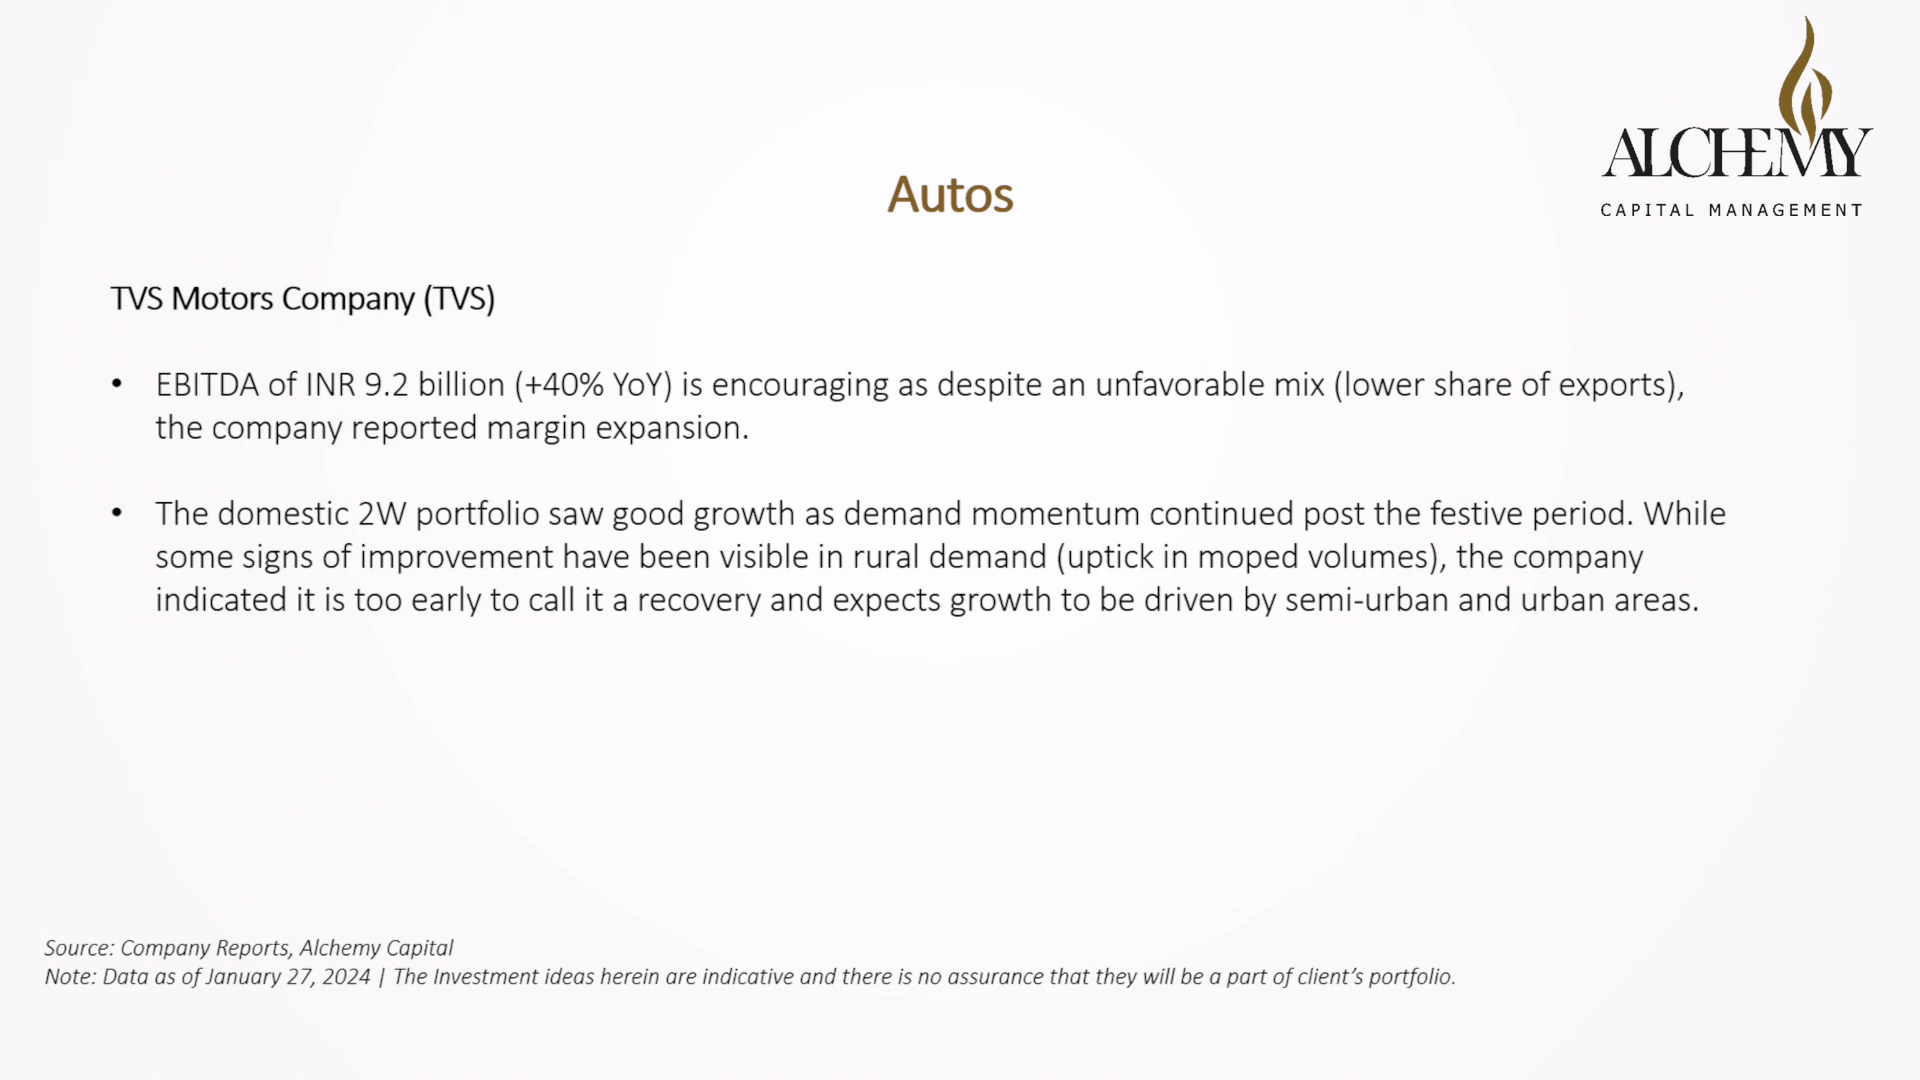 ALCHEMY
CAPITAL MANAGEMENT
Autos
TVS Motors Company (TVS)
• EBITDA of INR 9.2 billion (+40% YoY) is encouraging as despite an unfavorable mix (lower share of exports),
the company reported margin expansion.
• The domestic 2W portfolio saw good growth as demand momentum continued post the festive period. While
some signs of improvement have been visible in rural demand (uptick in moped volumes), the company
indicated it is too early to call it a recovery and expects growth to be driven by semi-urban and urban areas.
Source: Company Reports, Alchemy Capital
Note: Data as of January 27, 2024 | The Investment ideas herein are indicative and there is no assurance that they will be a part of client’s portfolio.